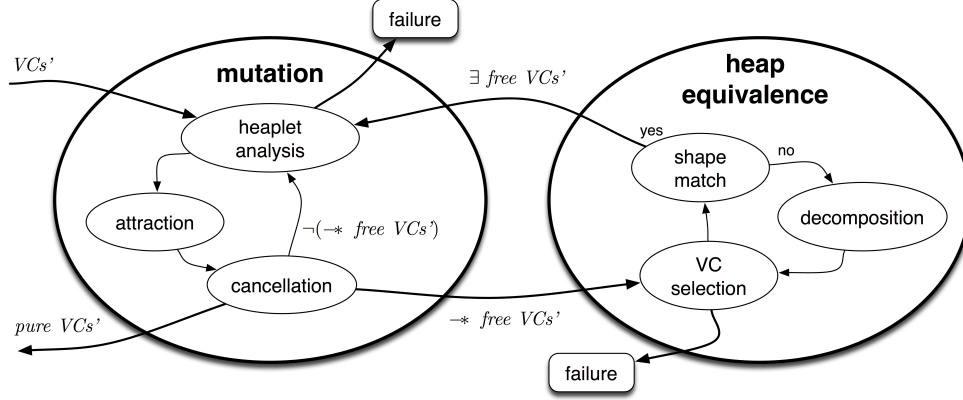 failure
VCs'
mutation
heap
equivalence
∃ free VCs'
heaplet
analysis
yes
shape
match
no
attraction
decomposition
¬(—∗ free VCs')
cancellation
VC
selection
pure VCs'
—∗ free VCs'
failure